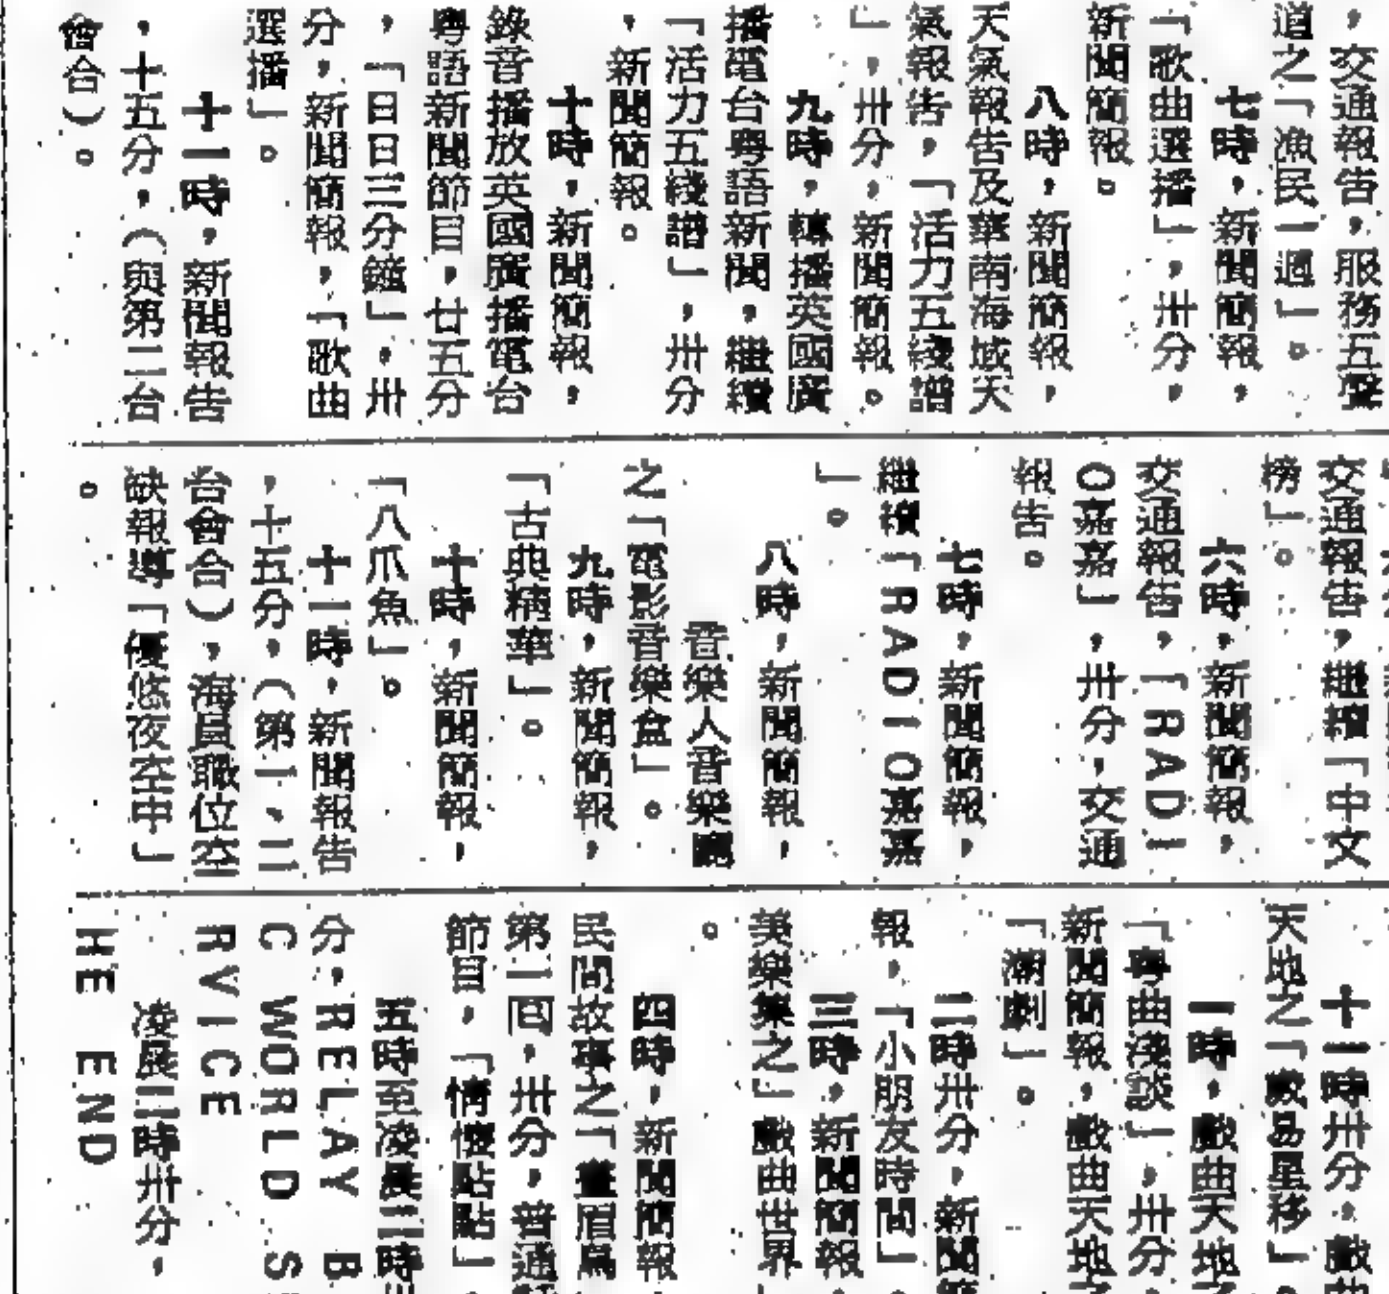 ，交通報告，服務五聲
道之「漁民一週」。
七時，新聞簡報，
「歌曲選播」，卅分，
新聞簡報。
八時，新聞簡報，
天氣報告及華南海域天
氣報告，「活力五綫譜
」，卅分，新聞簡報。
九時，轉播英國廣
播電台粵語新聞，繼續
「活力五綫譜」，卅分
，新聞簡報。
十時，新聞簡報，
錄音播放英國廣播電台
粵語新聞節目，廿五分
，「日日三分鐘」，卅
分，新聞簡報，「歌曲
選播」。
十一時，新聞報告
，十五分，（與第二台
會合）。
交通報告，繼續「中文
榜」。
六時，新聞簡報，
交通報告，「RADI
O嘉嘉」，卅分，交通
報告。
七時，新聞簡報，
繼續「RADIO嘉嘉
」。
八時，新聞簡報，
音樂人音樂
之「電影音樂盒」。
九時，新聞簡報，
「古典精華」。
十時，新聞簡報，
「八爪魚」。
十一時，新聞報告
，十五分，（第一，二
台會合），海員職位空
缺報導「優悠夜空中」
。
十一時卅分，戲曲
天地之「星移」。
一時，戲曲天地
「粵曲淺談」，卅分
新聞簡報，戲曲天地
「潮劇」。
二時卅分，新聞簡
報，「小朋友時間」，
三時，新聞簡報
美樂集之「戲曲世界」
。
四時，新聞簡報
民間故事之「畫眉鳥
第一回，卅分，普通
節目，「情懷點點」，
五時至凌晨二時
分，RELAY B
C WORLD S
RVICE
凌晨二時卅分，
HE END